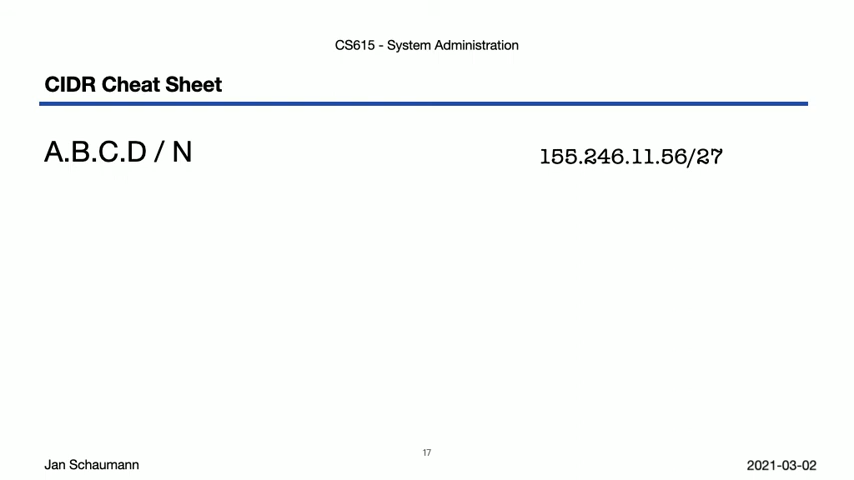 CS615 - System Administration
CIDR Cheat Sheet
A.B.C.D / N
155.246.11.56/27
17
Jan Schaumann
2021-03-02